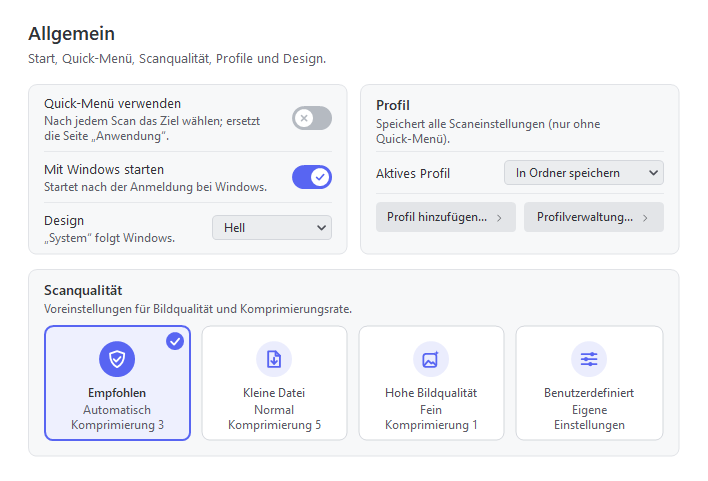 Allgemein
Start, Quick-Menü, Scanqualität, Profile und Design.
Quick-Menü verwenden
Nach jedem Scan das Ziel wählen; ersetzt
die Seite „Anwendung“.
Mit Windows starten
Startet nach der Anmeldung bei Windows.
Design
„System“ folgt Windows.
Hell
Profil
Speichert alle Scaneinstellungen (nur ohne
Quick-Menü).
Aktives Profil
In Ordner speichern
Profil hinzufügen...
Profilverwaltung...
Scanqualität
Voreinstellungen für Bildqualität und Komprimierungsrate.
Empfohlen
Automatisch
Komprimierung 3
Kleine Datei
Normal
Komprimierung 5
Hohe Bildqualität
Fein
Komprimierung 1
Benutzerdefiniert
Eigene
Einstellungen